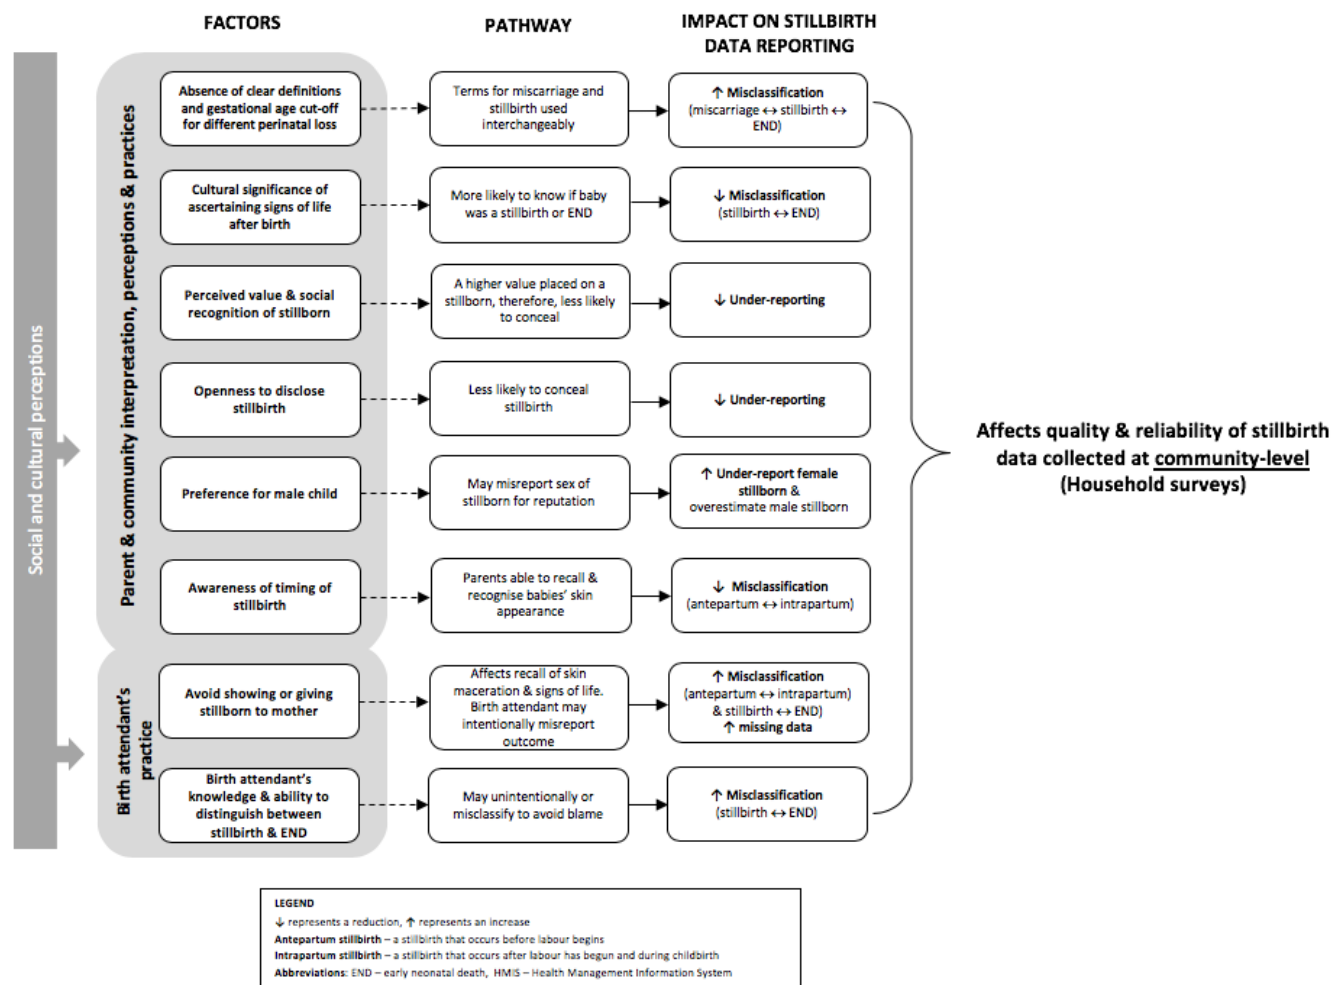 FACTORS
PATHWAY
IMPACT ON STILLBIRTH
DATA REPORTING
Social and cultural perceptions
Parent & community interpretation, perceptions & practices
Absence of clear definitions
and gestational age cut-off
for different perinatal loss
Terms for miscarriage and
stillbirth used
interchangeably
↑ Misclassification
(miscarriage ↔ stillbirth ↔
END)
Cultural significance of
ascertaining signs of life
after birth
More likely to know if baby
was a stillbirth or END
↓ Misclassification
(stillbirth ↔ END)
Perceived value & social
recognition of stillborn
A higher value placed on a
stillborn, therefore, less likely
to conceal
↓ Under-reporting
Openness to disclose
stillbirth
Less likely to conceal
stillbirth
↓ Under-reporting
Preference for male child
May misreport sex of
stillborn for reputation
↑ Under-report female
stillborn &
overestimate male stillborn
Awareness of timing of
stillbirth
Parents able to recall &
recognise babies' skin
appearance
↓ Misclassification
(antepartum ↔ intrapartum)
Birth attendant's
practice
Avoid showing or giving
stillborn to mother
Affects recall of skin
maceration & signs of life.
Birth attendant may
intentionally misreport
outcome
↑ Misclassification
(antepartum ↔ intrapartum)
& stillbirth ↔ END)
↑ missing data
Birth attendant's
knowledge & ability to
distinguish between
stillbirth & END
May unintentionally or
misclassify to avoid blame
↑ Misclassification
(stillbirth ↔ END)
Affects quality & reliability of stillbirth
data collected at community-level
(Household surveys)
LEGEND
↓ represents a reduction, ↑ represents an increase
Antepartum stillbirth – a stillbirth that occurs before labour begins
Intrapartum stillbirth – a stillbirth that occurs after labour has begun and during childbirth
Abbreviations: END – early neonatal death, HMIS – Health Management Information System